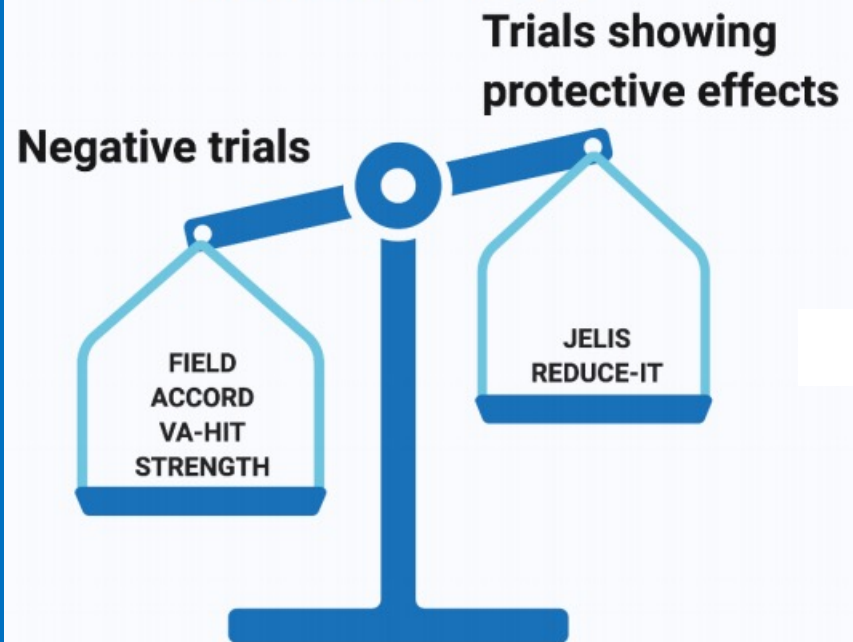 Trials showing
protective effects
Negative trials
FIELD
ACCORD
VA-HIT
STRENGTH
JELIS
REDUCE-IT